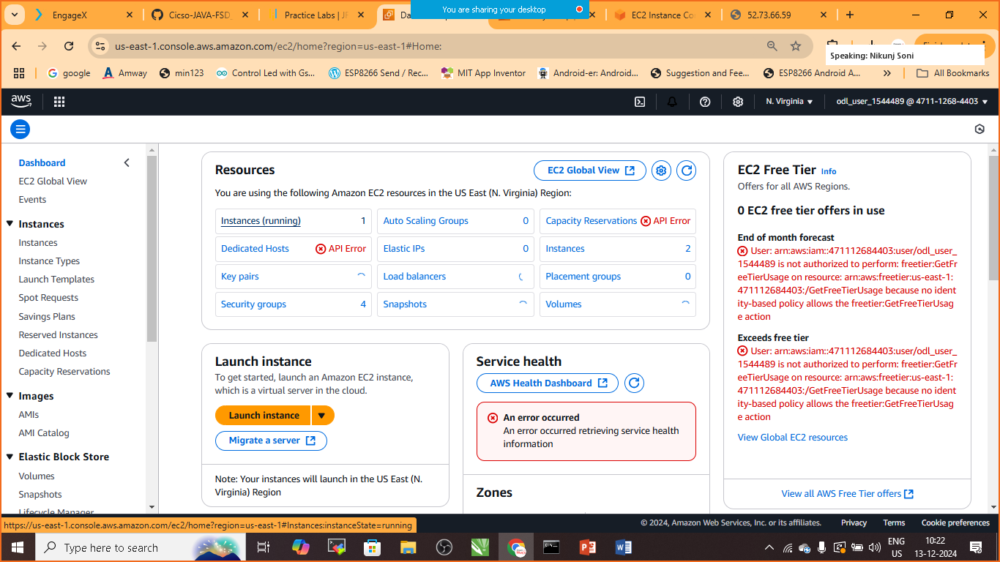 EngageX
Cicso-JAVA-FSD_
Practice Labs | JF
Da
You are sharing your desktop
EC2 Instance Co
52.73.66.59
us-east-1.console.aws.amazon.com/ec2/home?region=us-east-1#Home:
Speaking: Nikunj Soni
google
Amway
min123
Control Led with Gs...
ESP8266 Send / Rec...
MIT App Inventor
Android-er: Android...
Suggestion and Fee...
ESP8266 Android A...
All Bookmarks
aws
N. Virginia
odl_user_1544489 @ 4711-1268-4403
Dashboard
EC2 Global View
Events
Instances
Instances
Instance Types
Launch Templates
Spot Requests
Savings Plans
Reserved Instances
Dedicated Hosts
Capacity Reservations
Images
AMIs
AMI Catalog
Elastic Block Store
Volumes
Snapshots
Lifecycle Manager
Resources
EC2 Global View
You are using the following Amazon EC2 resources in the US East (N. Virginia) Region:
Instances (running) 1
Auto Scaling Groups 0
Capacity Reservations API Error
Dedicated Hosts API Error
Elastic IPs 0
Instances 2
Key pairs
Load balancers
Placement groups 0
Security groups 4
Snapshots
Volumes
Launch instance
To get started, launch an Amazon EC2 instance,
which is a virtual server in the cloud.
Launch instance
Migrate a server
Note: Your instances will launch in the US East (N.
Virginia) Region
Service health
AWS Health Dashboard
An error occurred
An error occurred retrieving service health
information
Zones
EC2 Free Tier Info
Offers for all AWS Regions.
0 EC2 free tier offers in use
End of month forecast
User: arn:aws:iam::471112684403:user/odl_user_
1544489 is not authorized to perform: freetier:GetFr
eeTierUsage on resource: arn:aws:freetier:us-east-1:
471112684403:/GetFreeTierUsage because no ident
ity-based policy allows the freetier:GetFreeTierUsag
e action
Exceeds free tier
User: arn:aws:iam::471112684403:user/odl_user_
1544489 is not authorized to perform: freetier:GetFr
eeTierUsage on resource: arn:aws:freetier:us-east-1:
471112684403:/GetFreeTierUsage because no ident
ity-based policy allows the freetier:GetFreeTierUsag
e action
View Global EC2 resources
View all AWS Free Tier offers
https://us-east-1.console.aws.amazon.com/ec2/home?region=us-east-1#Instances:instanceState=running
© 2024, Amazon Web Services, Inc. or its affiliates.
Privacy
Terms
Cookie preferences
Type here to search
ENG
US
10:22
13-12-2024